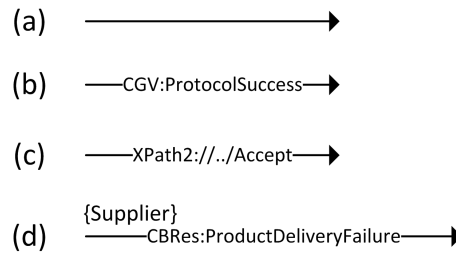 (a)
(b) CGV:ProtocolSuccess
(c) XPath2://../Accept
{Supplier}
(d) CBRes:ProductDeliveryFailure